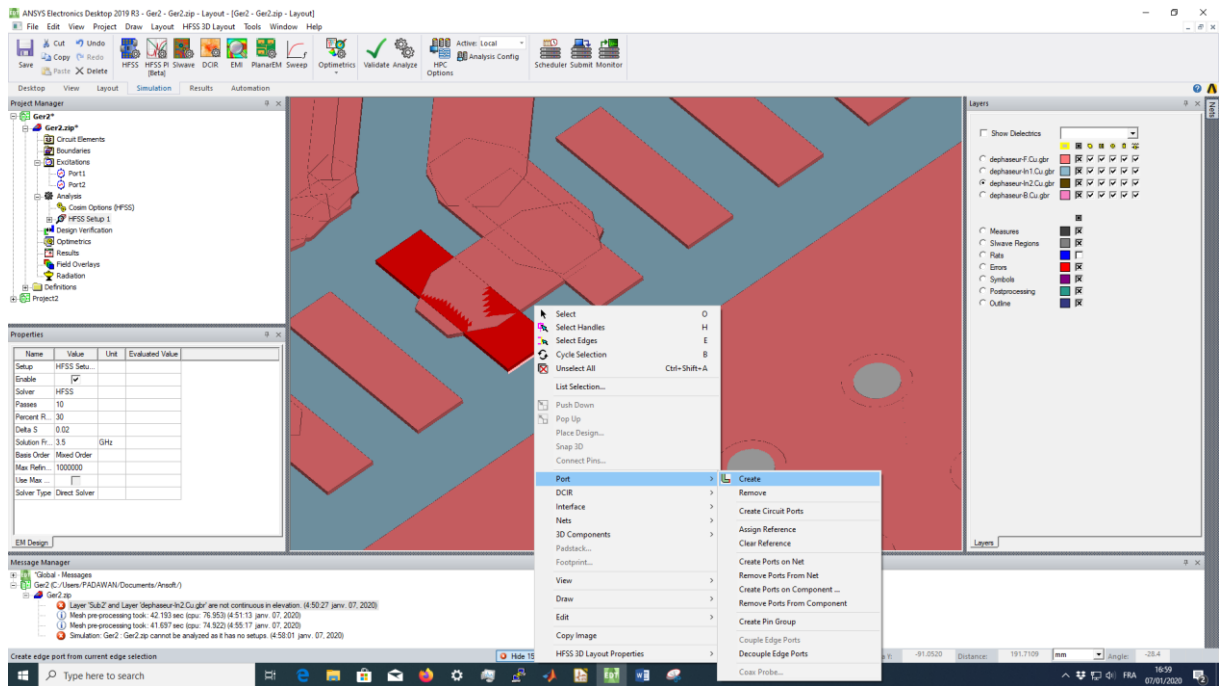 ANSYS Electronics Desktop 2019 R3 - Ger2 - Ger2.zip - Layout - [Ger2 - Ger2.zip - Layout]
File Edit View Project Draw Layout HFSS 3D Layout Tools Window Help
Save
Cut Undo
Copy Redo
Paste Delete
HFSS HFSS PI [Beta] SIwave DCIR EMI PlanarEM Sweep Optimetrics Validate Analyze HPC Options
Active: Local
Analysis Config
Scheduler Submit Monitor
Desktop View Layout Simulation Results Automation
Project Manager
Ger2*
Ger2.zip*
Circuit Elements
Boundaries
Excitations
Port1
Port2
Analysis
Cosim Options (HFSS)
HFSS Setup 1
Design Verification
Optimetrics
Results
Field Overlays
Radiation
Definitions
Project2
Properties
Name Value Unit Evaluated Value
Setup HFSS Setu...
Enable
Solver HFSS
Passes 10
Percent R... 30
Delta S 0.02
Solution Fr... 3.5 GHz
Basis Order Mixed Order
Max Refin... 1000000
Use Max ...
Solver Type Direct Solver
EM Design
Select O
Select Handles H
Select Edges E
Cycle Selection B
Unselect All Ctrl+Shift+A
List Selection...
Push Down
Pop Up
Place Design...
Snap 3D
Connect Pins...
Port
DCIR
Interface
Nets
3D Components
Padstack...
Footprint...
View
Draw
Edit
Copy Image
HFSS 3D Layout Properties
Create
Remove
Create Circuit Ports
Assign Reference
Clear Reference
Create Ports on Net
Remove Ports From Net
Create Ports on Component ...
Remove Ports From Component
Create Pin Group
Couple Edge Ports
Decouple Edge Ports
Coax Probe...
Layers
Nets
Show Dielectrics
dephaseur-F.Cu.gbr
dephaseur-In1.Cu.gbr
dephaseur-In2.Cu.gbr
dephaseur-B.Cu.gbr
Measures
SIwave Regions
Rats
Errors
Symbols
Postprocessing
Outline
Layers
Message Manager
*Global - Messages
Ger2 (C:/Users/PADAWAN/Documents/Ansoft/)
Ger2.zip
Layer 'Sub2' and Layer 'dephaseur-In2.Cu.gbr' are not continuous in elevation. (4:50:27 janv. 07, 2020)
Mesh pre-processing took: 42.193 sec (cpu: 76.953) (4:51:13 janv. 07, 2020)
Mesh pre-processing took: 41.697 sec (cpu: 74.922) (4:55:17 janv. 07, 2020)
Simulation: Ger2 : Ger2.zip cannot be analyzed as it has no setups. (4:58:01 janv. 07, 2020)
Create edge port from current edge selection
Hide 15
Y: -91.0520 Distance: 191.7109 mm Angle: -28.4
Type here to search
FRA
16:59
07/01/2020